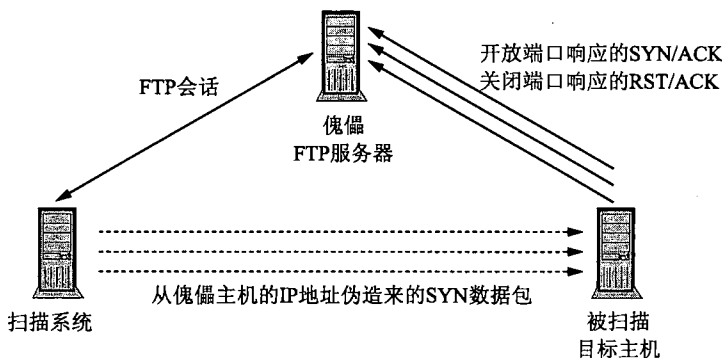 开放端口响应的SYN/ACK
关闭端口响应的RST/ACK
FTP会话
傀儡
FTP服务器
从傀儡主机的IP地址伪造来的SYN数据包
扫描系统
被扫描
目标主机